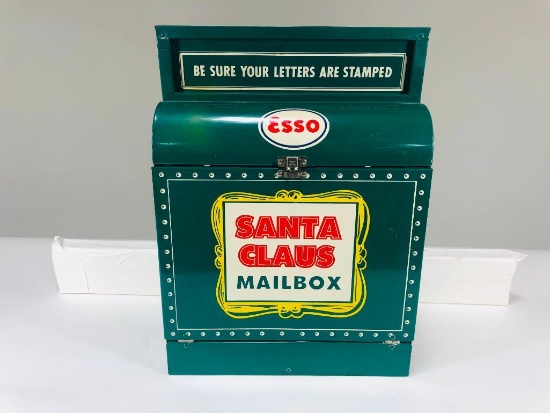 BE SURE YOUR LETTERS ARE STAMPED
Esso
SANTA
CLAUS
MAILBOX